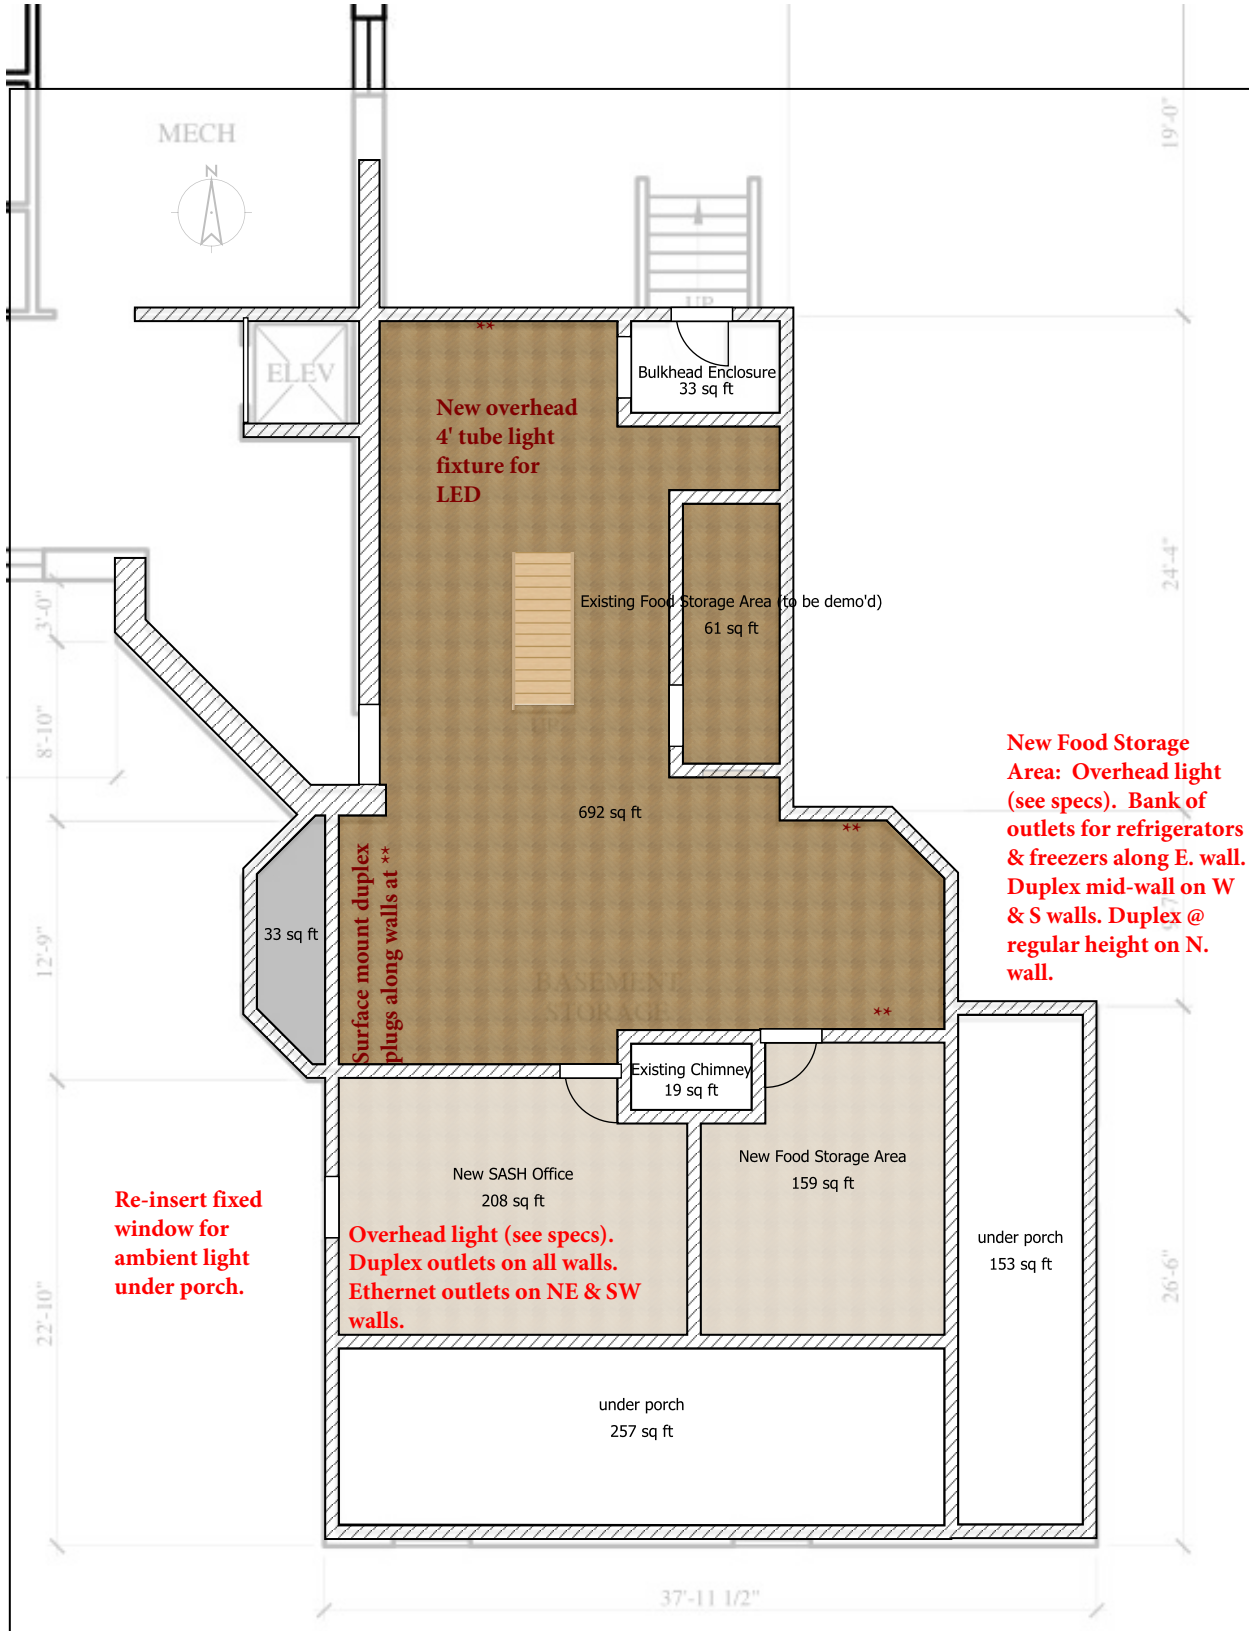 MECH
19'-0"
N
UP
ELEV
**
Bulkhead Enclosure
33 sq ft
New overhead
4' tube light
fixture for
LED
24'-4"
3'-0"
Existing Food Storage Area (to be demo'd)
61 sq ft
UP
8'-10"
New Food Storage
Area: Overhead light
(see specs). Bank of
outlets for refrigerators
& freezers along E. wall.
Duplex mid-wall on W
& S walls. Duplex @
regular height on N.
wall.
692 sq ft
**
Surface mount duplex
plugs along walls at **
33 sq ft
12'-9"
BASEMENT
STORAGE
**
Existing Chimney
19 sq ft
New Food Storage Area
159 sq ft
New SASH Office
208 sq ft
Re-insert fixed
window for
ambient light
under porch.
Overhead light (see specs).
Duplex outlets on all walls.
Ethernet outlets on NE & SW
walls.
under porch
153 sq ft
26'-6"
22'-10"
under porch
257 sq ft
37'-11 1/2"